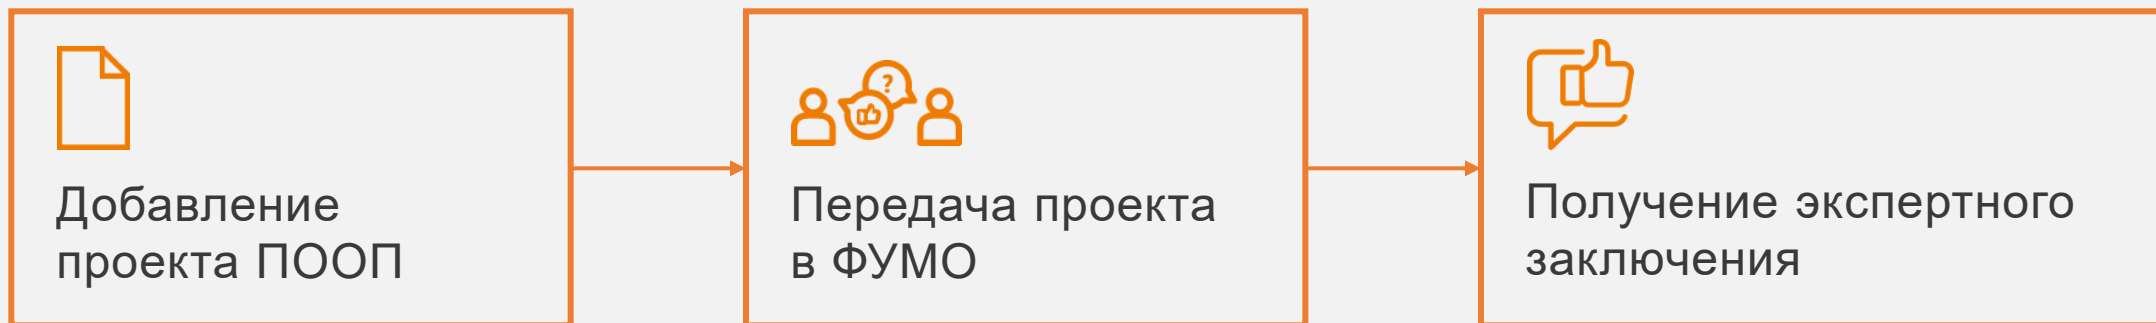 ?
Добавление
проекта ПООП
Передача проекта
в ФУМО
Получение экспертного
заключения